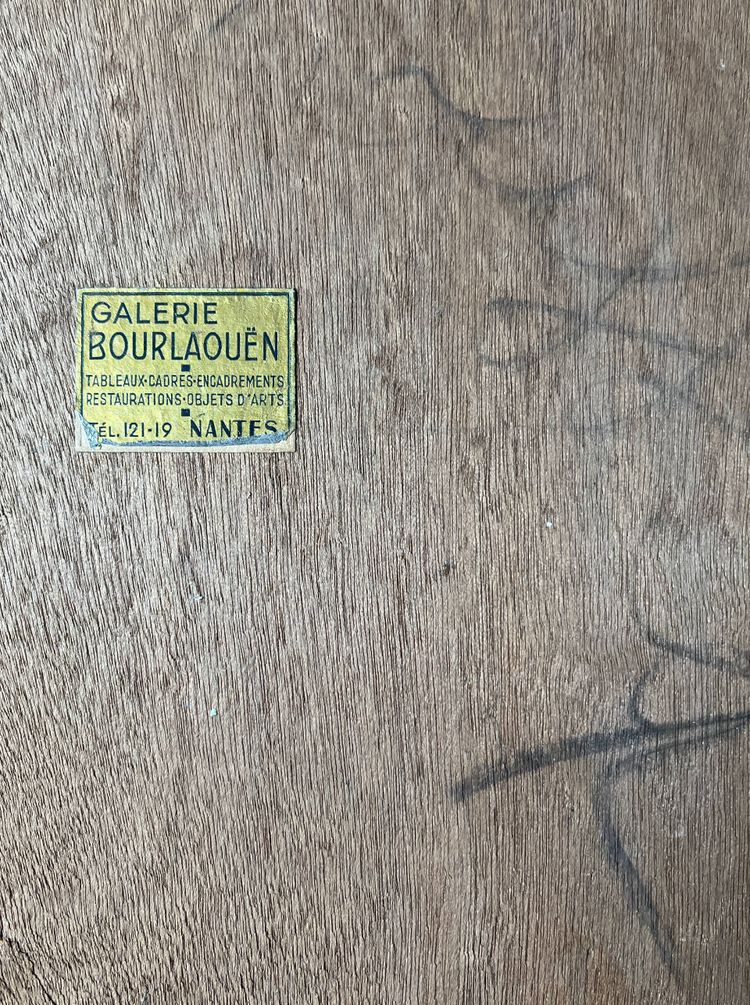 GALERIE
BOURLAOUËN
TABLEAUX·CADRES·ENCADREMENTS
RESTAURATIONS·OBJETS D'ARTS
TÉL. 121-19 NANTES